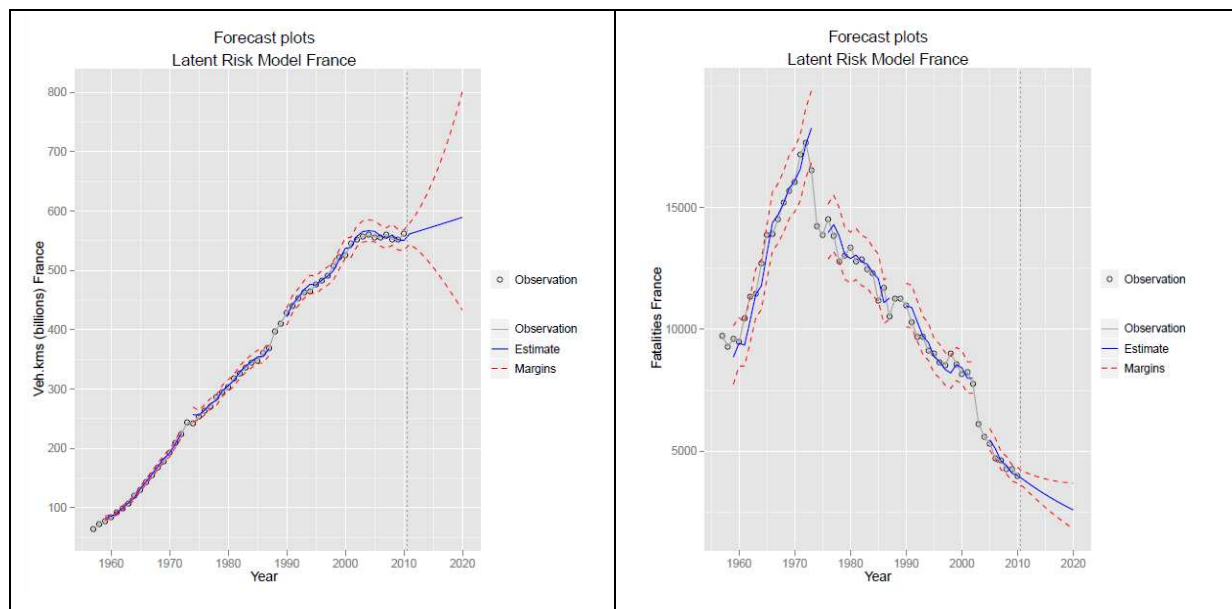 Forecast plots
Latent Risk Model France
Veh.kms (billions) France
800
700
600
500
400
300
200
100
1960
1970
1980
1990
2000
2010
2020
Year
Observation
Observation
Estimate
Margins
Forecast plots
Latent Risk Model France
Fatalities France
15000
10000
5000
1960
1970
1980
1990
2000
2010
2020
Year
Observation
Observation
Estimate
Margins